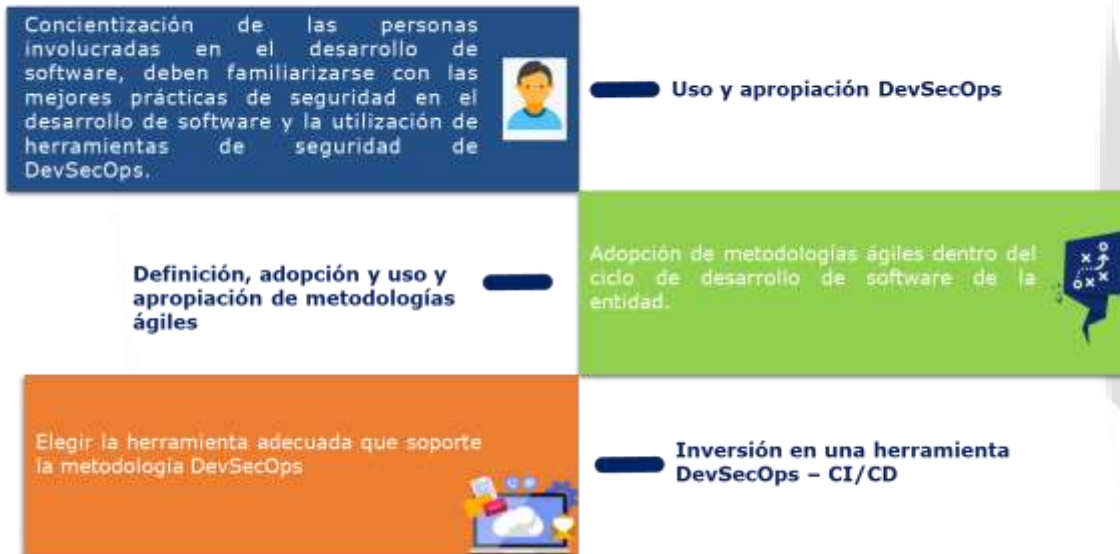 Concientización de las personas
involucradas en el desarrollo de
software, deben familiarizarse con las
mejores prácticas de seguridad en el
desarrollo de software y la utilización de
herramientas de seguridad de
DevSecOps.
Uso y apropiación DevSecOps
Definición, adopción y uso y
apropiación de metodologías
ágiles
Adopción de metodologías ágiles dentro del
ciclo de desarrollo de software de la
entidad.
Elegir la herramienta adecuada que soporte
la metodología DevSecOps
Inversión en una herramienta
DevSecOps – CI/CD